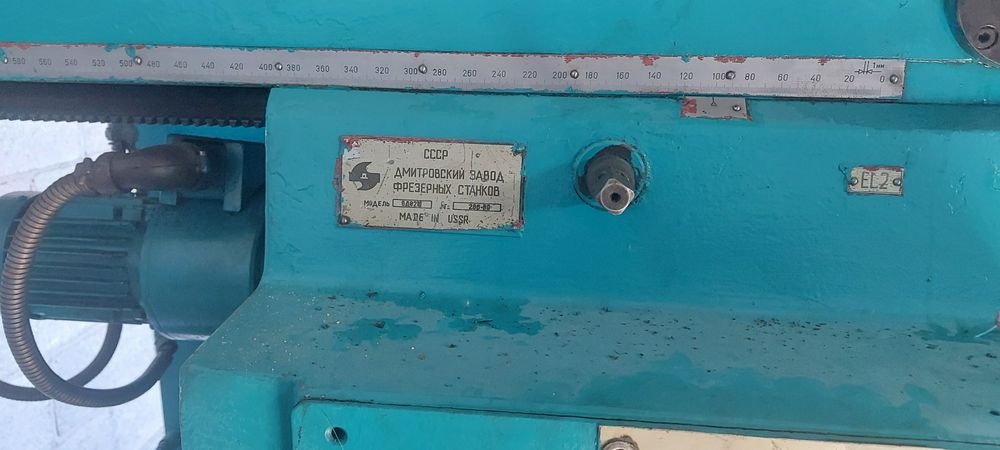 580 560 540 520 500 480 460 440 420 400 380 360 340 320 300 280 260 240 220 200 180 160 140 120 100 80 60 40 20 0
1мм
СССР
Д
ДМИТРОВСКИЙ ЗАВОД
ФРЕЗЕРНЫХ СТАНКОВ
МОДЕЛЬ №
MADE IN USSR
EL2